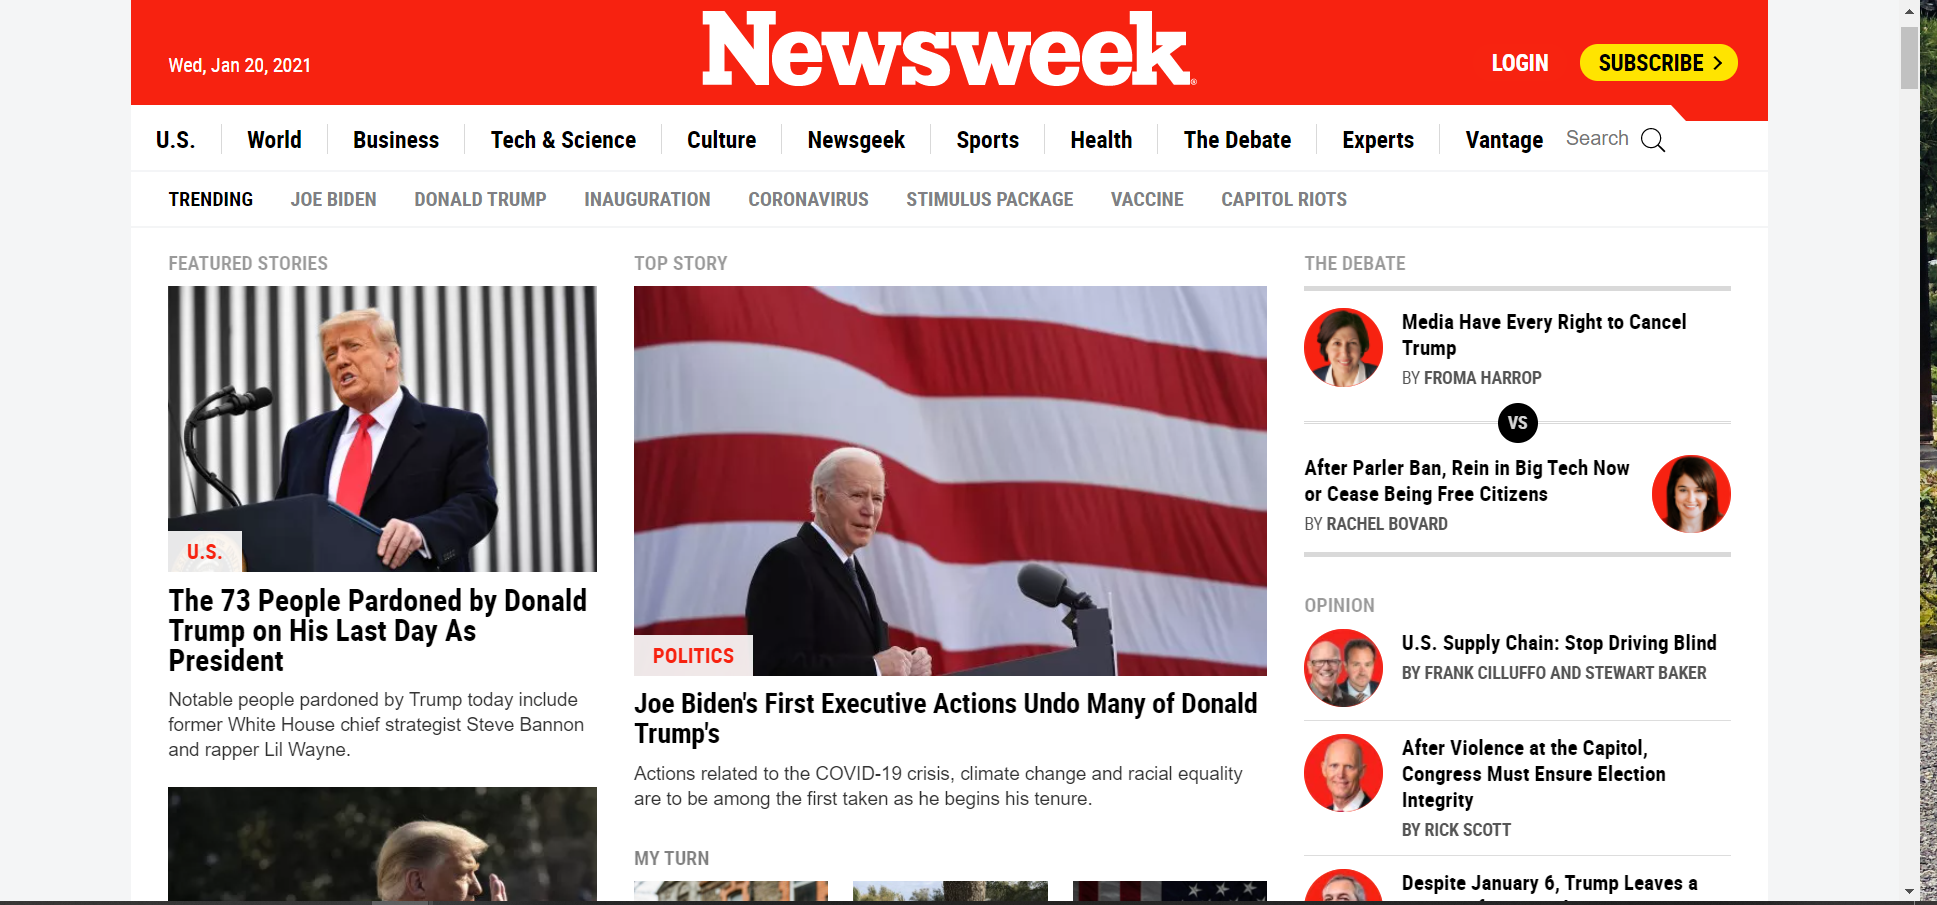 Wed, Jan 20, 2021
Newsweek
LOGIN
SUBSCRIBE
U.S.
World
Business
Tech & Science
Culture
Newsgeek
Sports
Health
The Debate
Experts
Vantage
Search
TRENDING
JOE BIDEN
DONALD TRUMP
INAUGURATION
CORONAVIRUS
STIMULUS PACKAGE
VACCINE
CAPITOL RIOTS
FEATURED STORIES
U.S.
The 73 People Pardoned by Donald
Trump on His Last Day As
President
Notable people pardoned by Trump today include
former White House chief strategist Steve Bannon
and rapper Lil Wayne.
TOP STORY
POLITICS
Joe Biden's First Executive Actions Undo Many of Donald
Trump's
Actions related to the COVID-19 crisis, climate change and racial equality
are to be among the first taken as he begins his tenure.
MY TURN
THE DEBATE
Media Have Every Right to Cancel
Trump
BY FROMA HARROP
VS
After Parler Ban, Rein in Big Tech Now
or Cease Being Free Citizens
BY RACHEL BOVARD
OPINION
U.S. Supply Chain: Stop Driving Blind
BY FRANK CILLUFFO AND STEWART BAKER
After Violence at the Capitol,
Congress Must Ensure Election
Integrity
BY RICK SCOTT
Despite January 6, Trump Leaves a